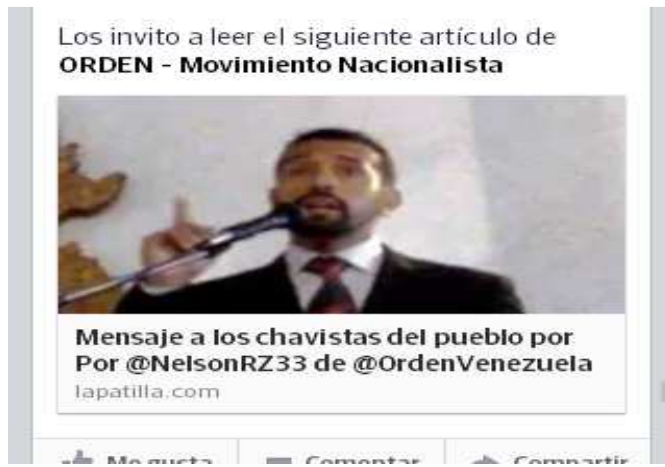 Los invito a leer el siguiente artículo de
ORDEN - Movimiento Nacionalista
Mensaje a los chavistas del pueblo por
Por @NelsonRZ33 de @OrdenVenezuela
lapatilla.com
Me gusta
Comentar
Compartir